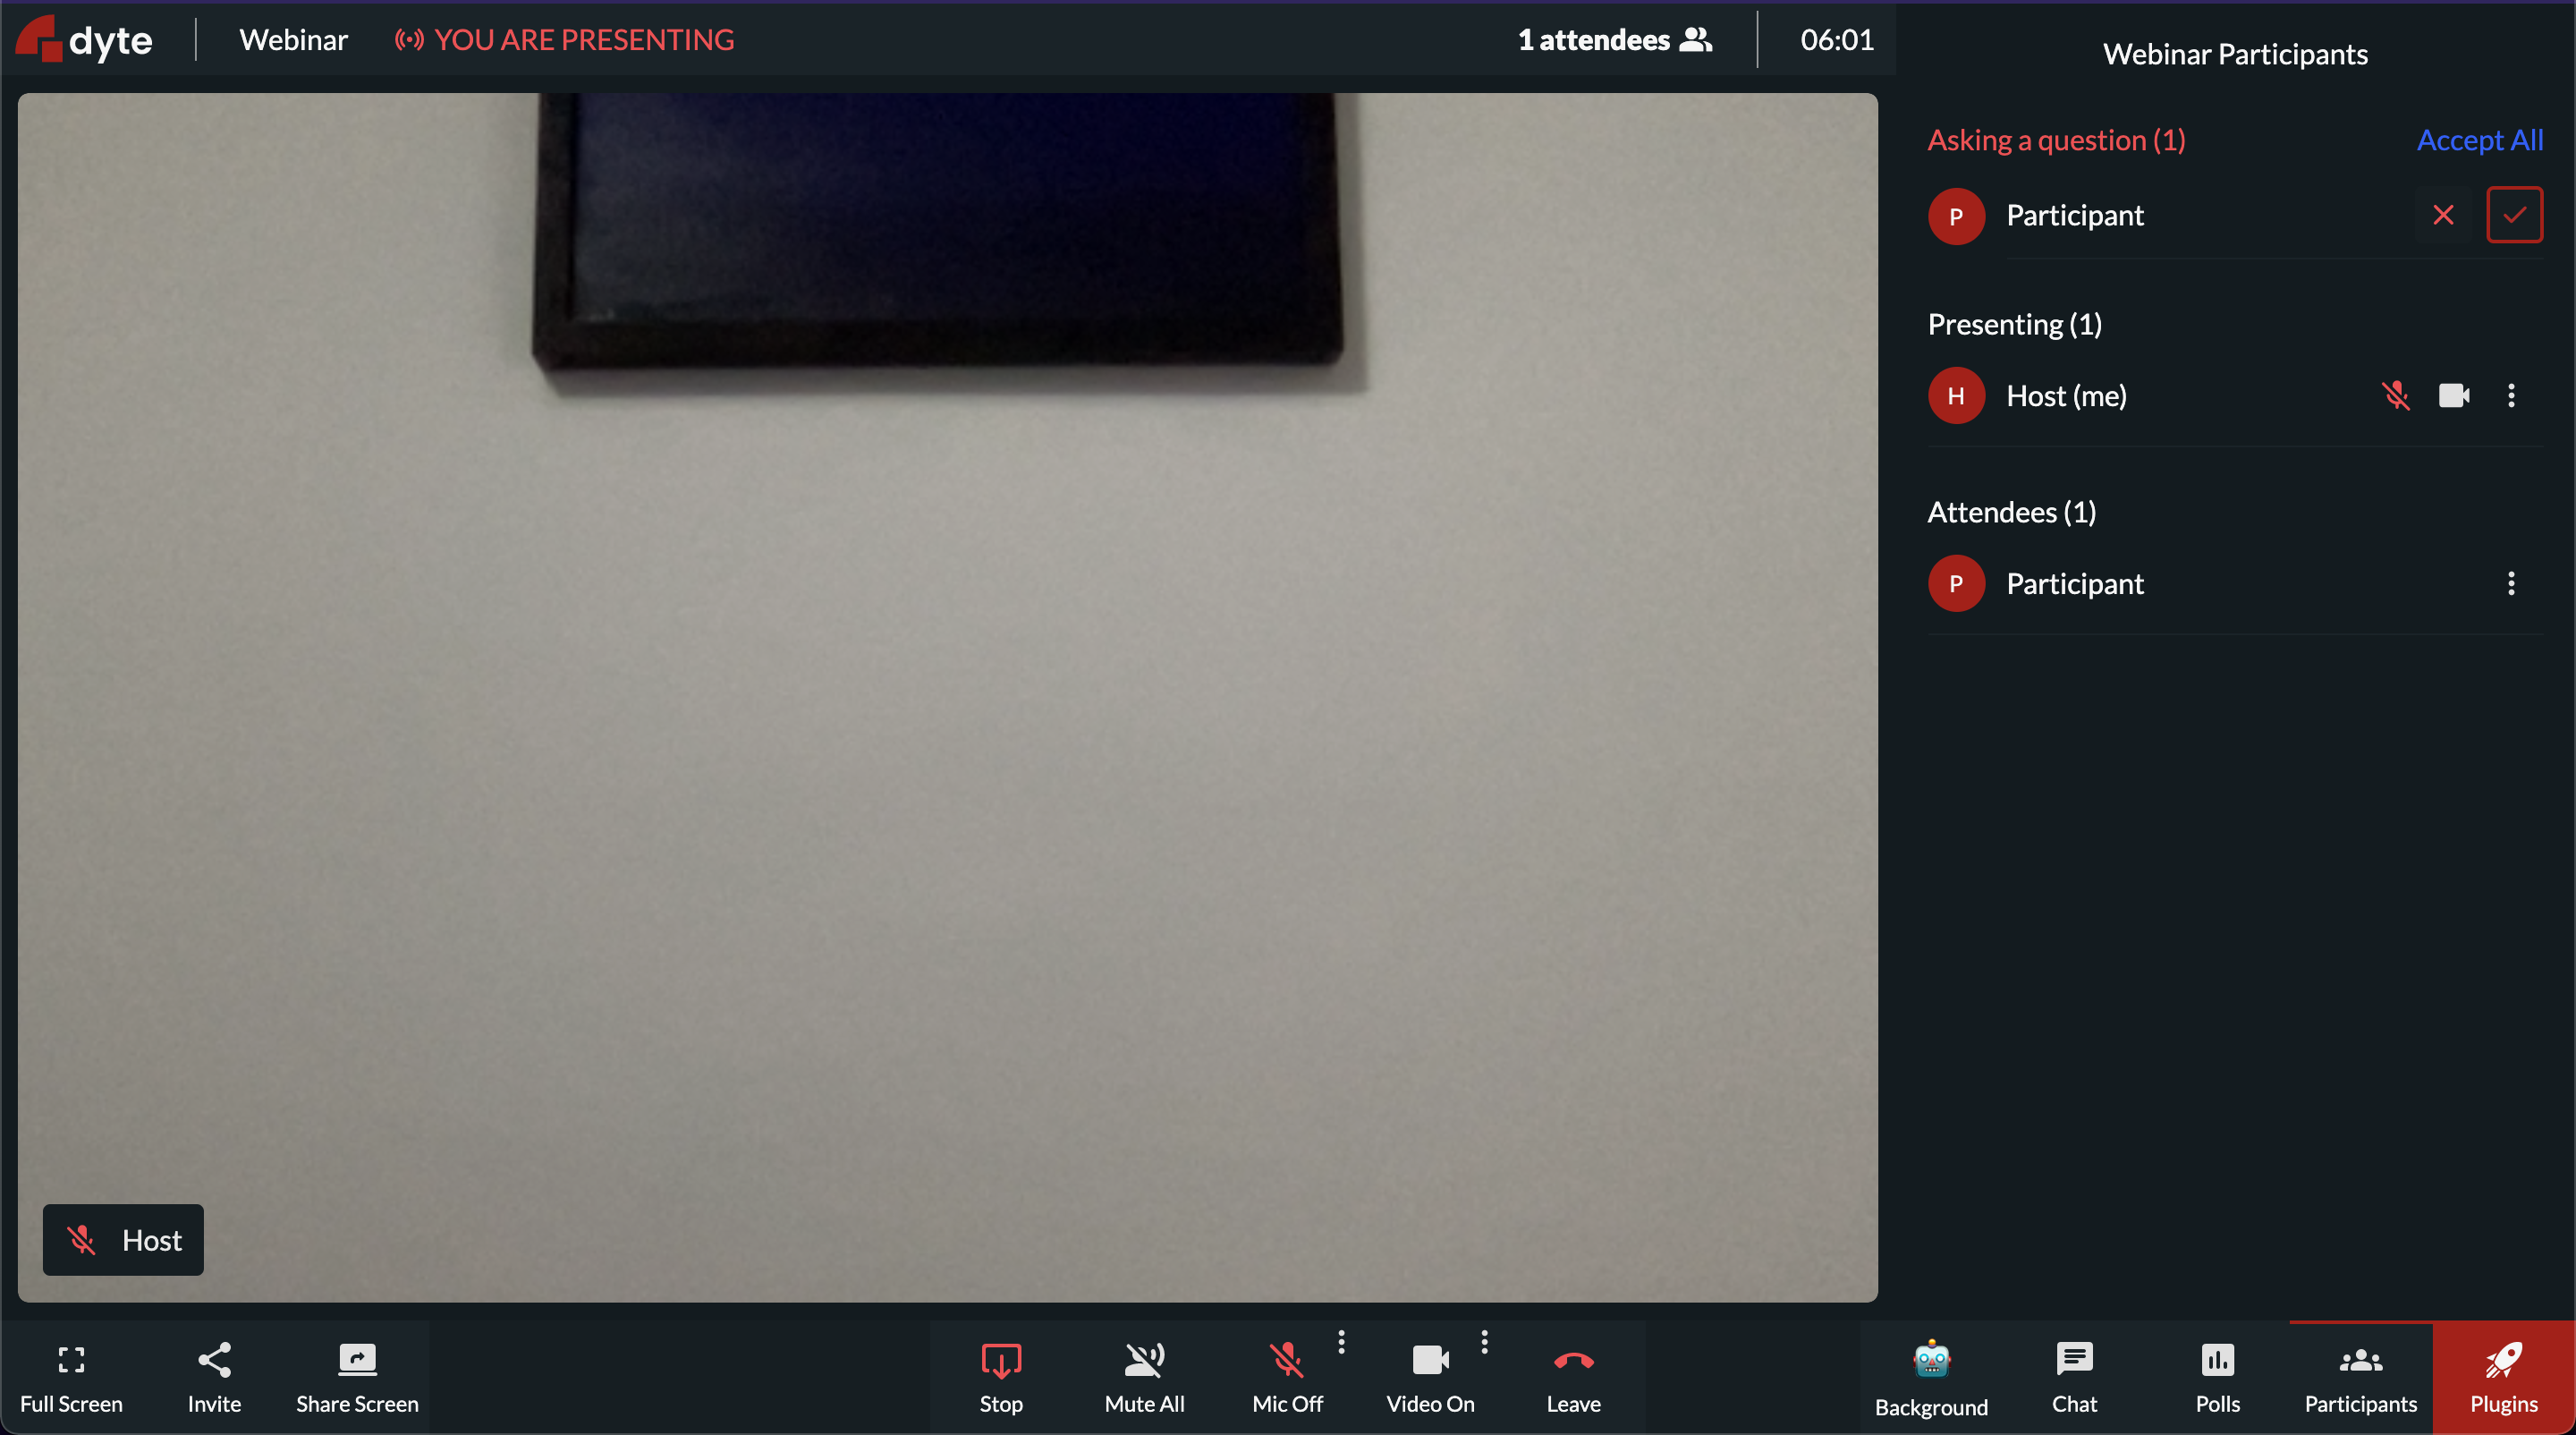 dyte
Webinar
YOU ARE PRESENTING
1 attendees
06:01
Webinar Participants
Asking a question (1)
Accept All
P
Participant
Presenting (1)
H
Host (me)
Attendees (1)
P
Participant
Host
Full Screen
Invite
Share Screen
Stop
Mute All
Mic Off
Video On
Leave
Background
Chat
Polls
Participants
Plugins